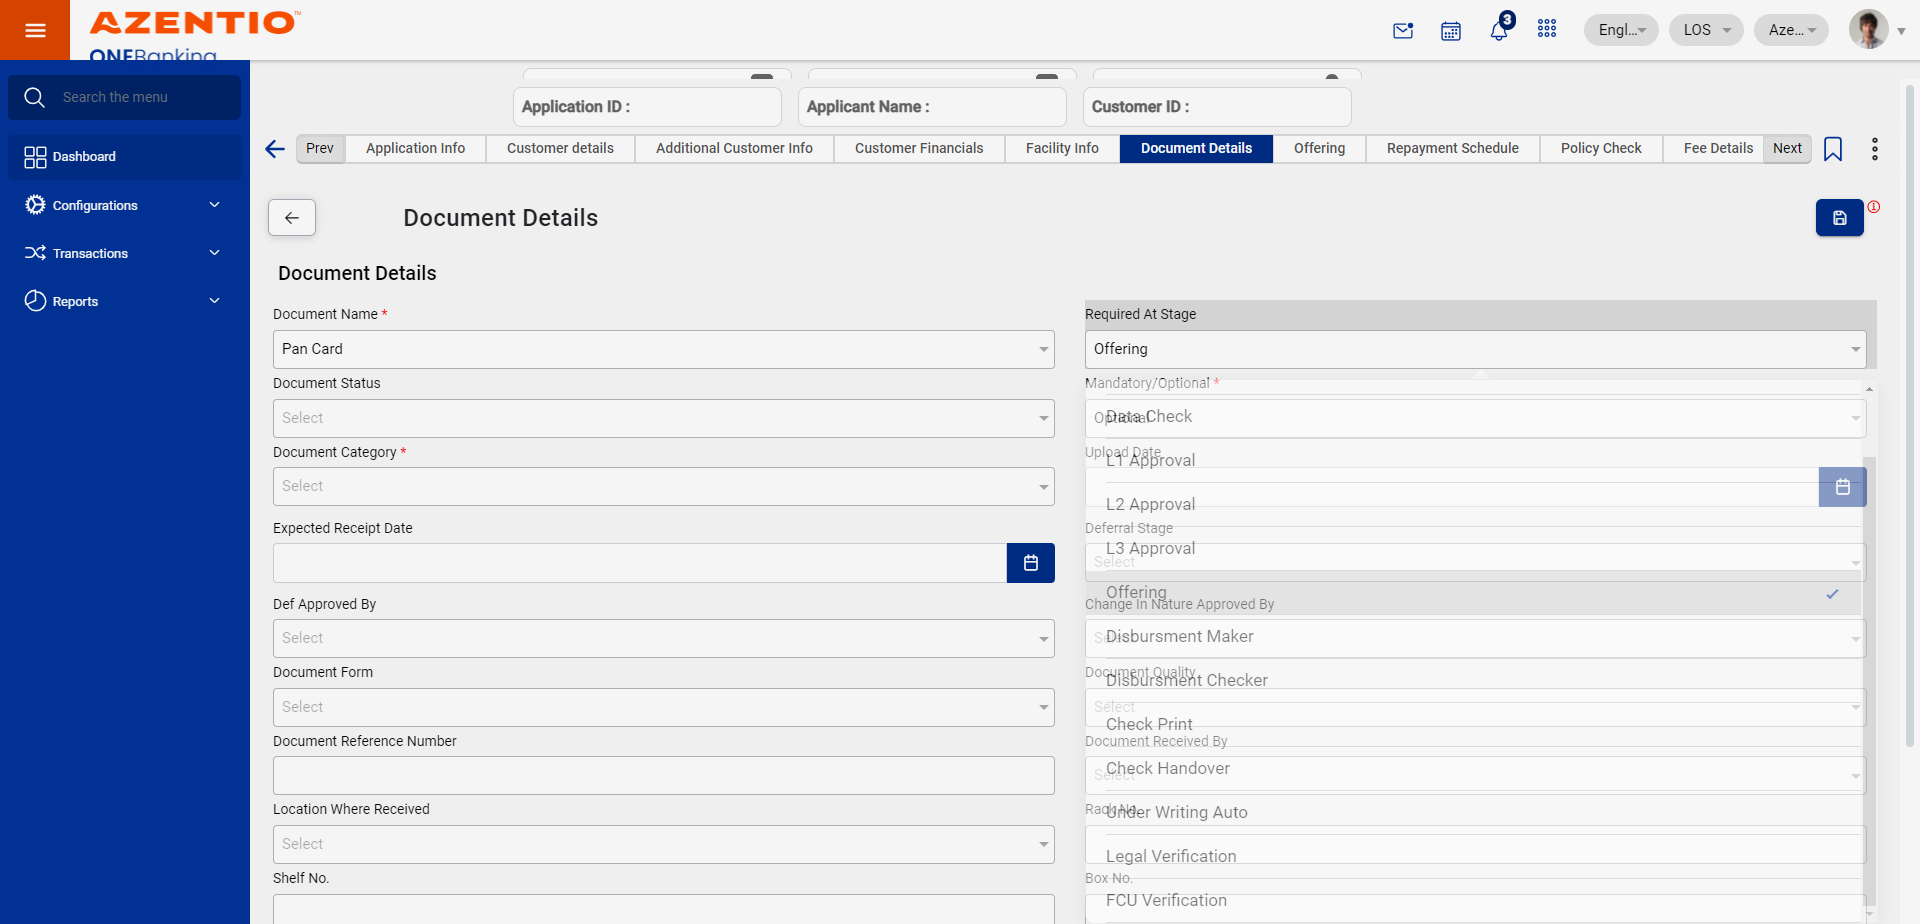 AZENTIO™
ONEBanking
3
Engl...
LOS
Aze...
Search the menu
Dashboard
Configurations
Transactions
Reports
Application ID :
Applicant Name :
Customer ID :
Prev
Application Info
Customer details
Additional Customer Info
Customer Financials
Facility Info
Document Details
Offering
Repayment Schedule
Policy Check
Fee Details
Next
Document Details
Document Details
Document Name *
Pan Card
Required At Stage
Offering
Document Status
Select
Mandatory/Optional *
Optional
Data Check
Document Category *
Select
Upload Date
L1 Approval
L2 Approval
Expected Receipt Date
Deferral Stage
L3 Approval
Select
Offering
Def Approved By
Select
Change In Nature Approved By
Select
Disbursment Maker
Document Form
Select
Document Quality
Disbursment Checker
Select
Check Print
Document Reference Number
Document Received By
Check Handover
Select
Location Where Received
Select
Rack No.
Under Writing Auto
Legal Verification
Shelf No.
Box No.
FCU Verification